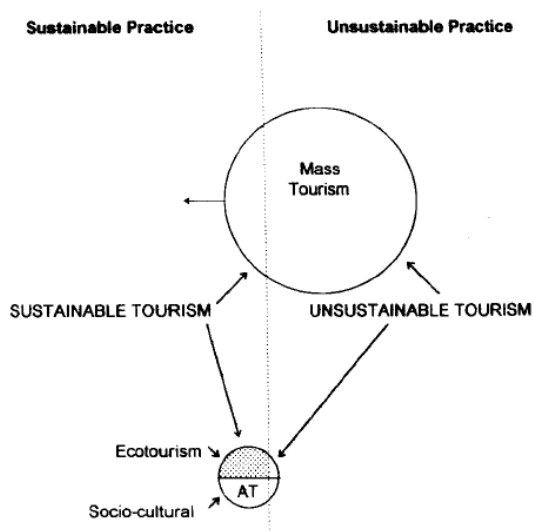 Sustainable Practice
Unsustainable Practice
Mass
Tourism
SUSTAINABLE TOURISM
UNSUSTAINABLE TOURISM
Ecotourism
AT
Socio-cultural